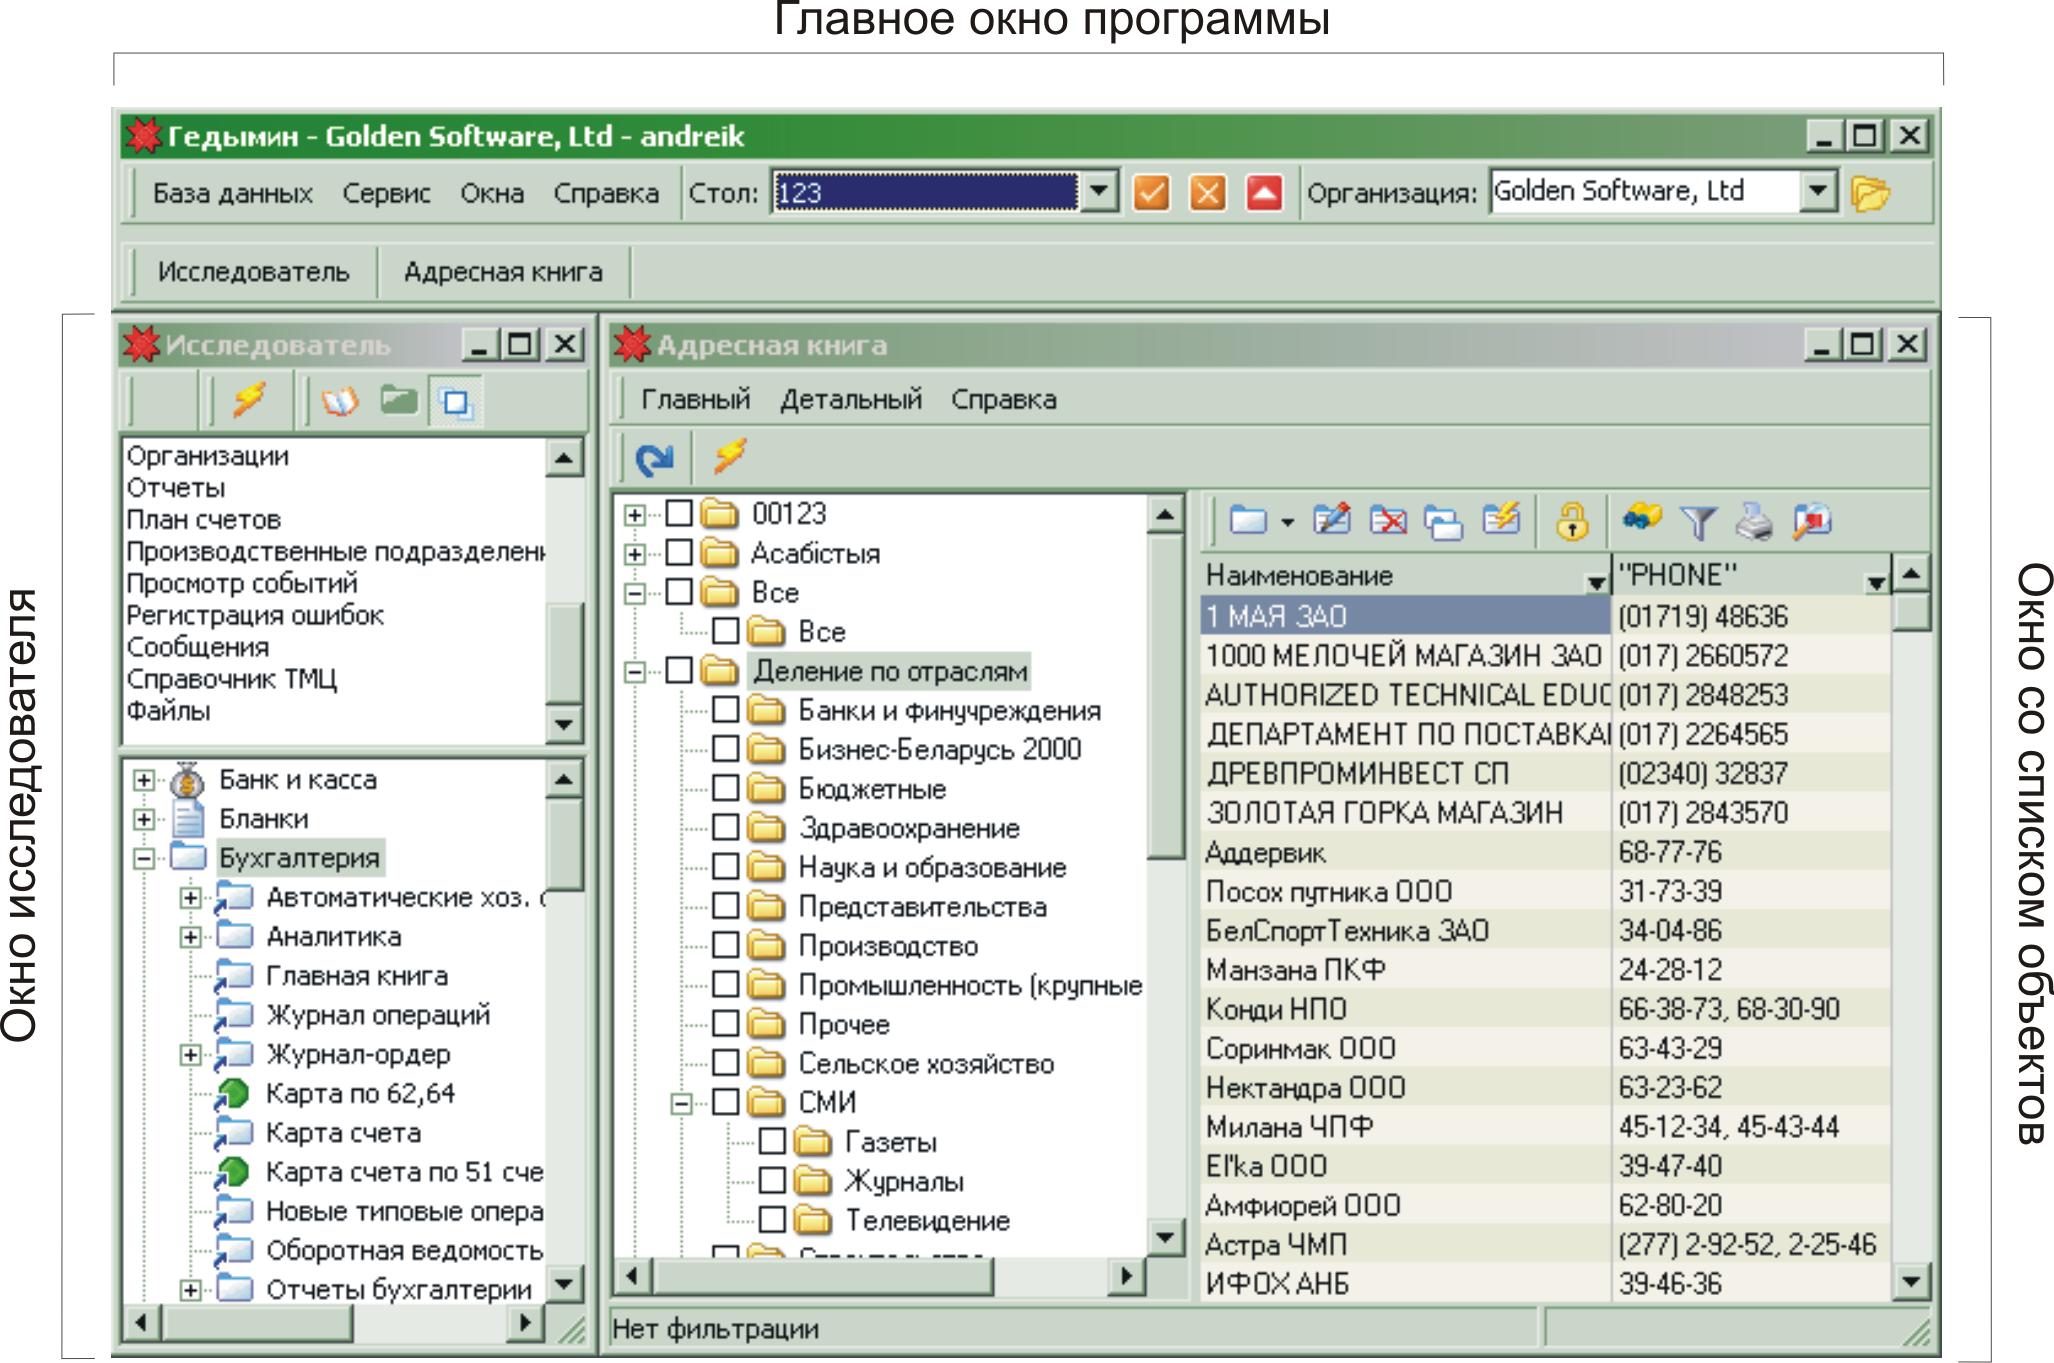 Главное окно программы
Гедымин - Golden Software, Ltd - andreik
База данных Сервис Окна Справка Стол: 123 Организация: Golden Software, Ltd
Исследователь Адресная книга
Окно исследователя
Исследователь
Организации
Отчеты
План счетов
Производственные подразделен
Просмотр событий
Регистрация ошибок
Сообщения
Справочник ТМЦ
Файлы
Банк и касса
Бланки
Бухгалтерия
Автоматические хоз.
Аналитика
Главная книга
Журнал операций
Журнал-ордер
Карта по 62,64
Карта счета
Карта счета по 51 сче
Новые типовые опера
Оборотная ведомость
Отчеты бухгалтерии
Адресная книга
Главный Детальный Справка
00123
Асабістыя
Все
Все
Деление по отраслям
Банки и финучреждения
Бизнес-Беларусь 2000
Бюджетные
Здравоохранение
Наука и образование
Представительства
Производство
Промышленность (крупные
Прочее
Сельское хозяйство
СМИ
Газеты
Журналы
Телевидение
Наименование "PHONE"
1 МАЯ ЗАО (01719) 48636
1000 МЕЛОЧЕЙ МАГАЗИН ЗАО (017) 2660572
AUTHORIZED TECHNICAL EDUC (017) 2848253
ДЕПАРТАМЕНТ ПО ПОСТАВКА (017) 2264565
ДРЕВПРОМИНВЕСТ СП (02340) 32837
ЗОЛОТАЯ ГОРКА МАГАЗИН (017) 2843570
Аддервик 68-77-76
Посох путника ООО 31-73-39
БелСпортТехника ЗАО 34-04-86
Манзана ПКФ 24-28-12
Конди НПО 66-38-73, 68-30-90
Соринмак ООО 63-43-29
Нектандра ООО 63-23-62
Милана ЧПФ 45-12-34, 45-43-44
El'ka ООО 39-47-40
Амфиорей ООО 62-80-20
Астра ЧМП (277) 2-92-52, 2-25-46
ИФОХ АНБ 39-46-36
Нет фильтрации
Окно со списком объектов